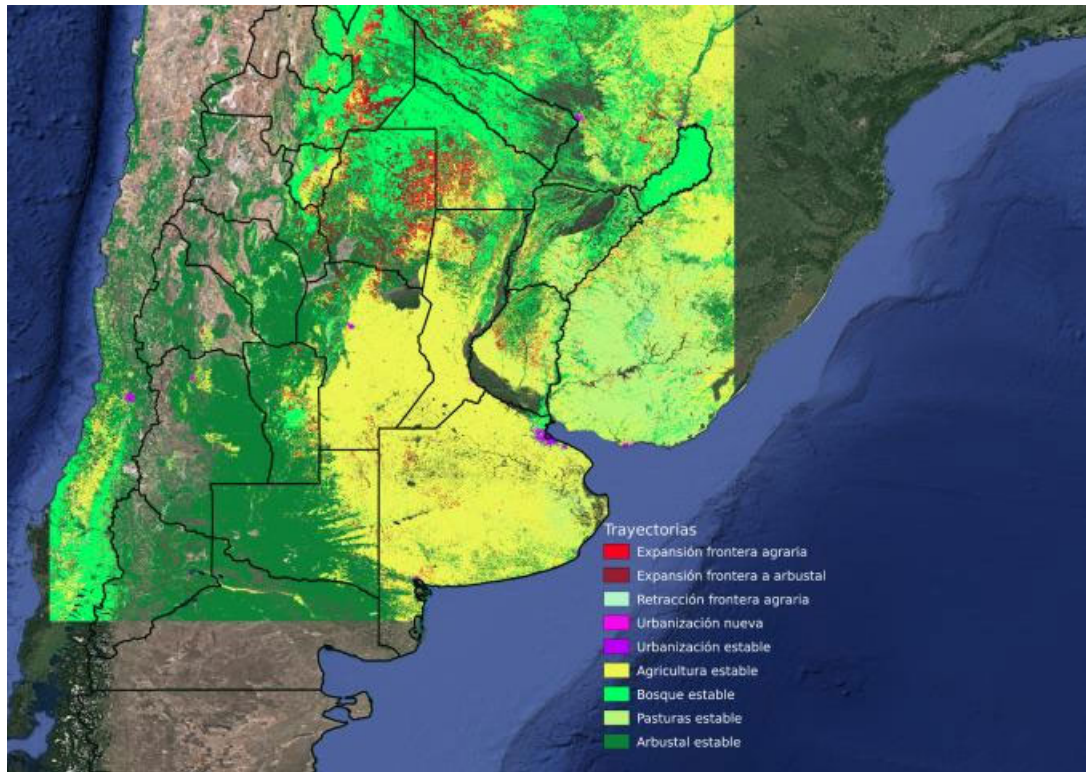 Trayectorias
Expansión frontera agraria
Expansión frontera a arbustal
Retracción frontera agraria
Urbanización nueva
Urbanización estable
Agricultura estable
Bosque estable
Pasturas estable
Arbustal estable